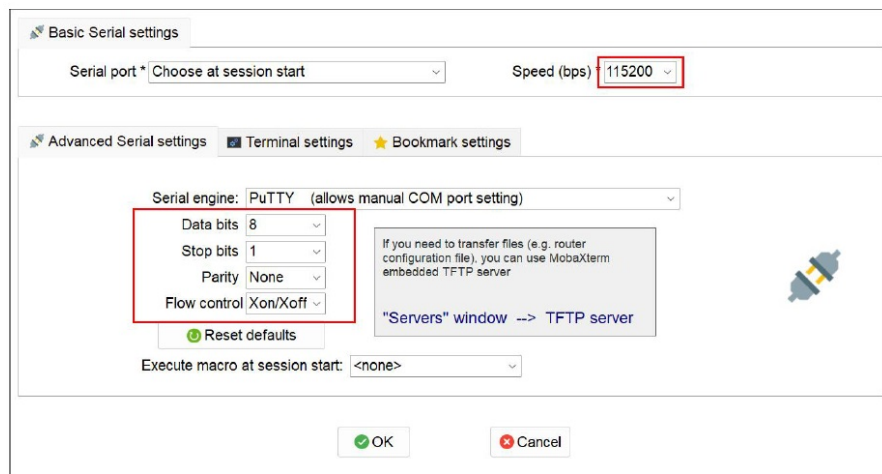 Basic Serial settings
Serial port * Choose at session start Speed (bps) * 115200
Advanced Serial settings Terminal settings Bookmark settings
Serial engine: PuTTY (allows manual COM port setting)
Data bits 8
Stop bits 1
Parity None
Flow control Xon/Xoff
If you need to transfer files (e.g. router
configuration file), you can use MobaXterm
embedded TFTP server
"Servers" window --> TFTP server
Reset defaults
Execute macro at session start: <none>
OK Cancel